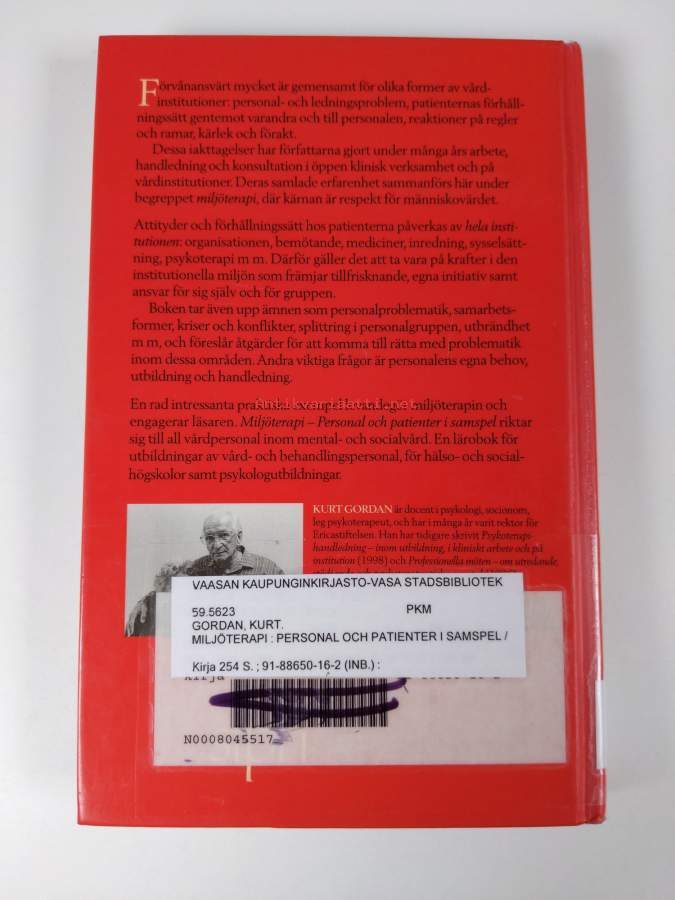 Förvånansvärt mycket är gemensamt för olika former av vård-
institutioner: personal- och ledningsproblem, patienternas förhåll-
ningssätt gentemot varandra och till personalen, reaktioner på regler
och ramar, kärlek och förakt.
Dessa iakttagelser har författarna gjort under många års arbete,
handledning och konsultation i öppen klinisk verksamhet och på
vårdinstitutioner. Deras samlade erfarenhet sammanförs här under
begreppet miljöterapi, där kärnan är respekt för människovärdet.
Attityder och förhållningssätt hos patienterna påverkas av hela insti-
tutionen: organisationen, bemötande, mediciner, inredning, sysselsätt-
ning, psykoterapi m m. Därför gäller det att ta vara på krafter i den
institutionella miljön som främjar tillfrisknande, egna initiativ samt
ansvar för sig själv och för gruppen.
Boken tar även upp ämnen som personalproblematik, samarbets-
former, kriser och konflikter, splittring i personalgruppen, utbrändhet
m m, och föreslår åtgärder för att komma till rätta med problematik
inom dessa områden. Andra viktiga frågor är personalens egna behov,
utbildning och handledning.
Antikvariaatti.net
En rad intressanta praktiska exempel levandegör miljöterapin och
engagerar läsaren. Miljöterapi – Personal och patienter i samspel riktar
sig till all vårdpersonal inom mental- och socialvård. En lärobok för
utbildningar av vård- och behandlingspersonal, för hälso- och social-
högskolor samt psykologutbildningar.
KURT GORDAN är docent i psykologi, socionom,
leg psykoterapeut, och har i många år varit rektor för
Ericastiftelsen. Han har tidigare skrivit Psykoterapi-
handledning – inom utbildning, i kliniskt arbete och på
institution (1998) och Professionella möten – om utredande,
VAASAN KAUPUNGINKIRJASTO-VASA STADSBIBLIOTEK
59.5623 PKM
GORDAN, KURT.
MILJÖTERAPI : PERSONAL OCH PATIENTER I SAMSPEL /
Kirja 254 S. ; 91-88650-16-2 (INB.) :
N0008045517